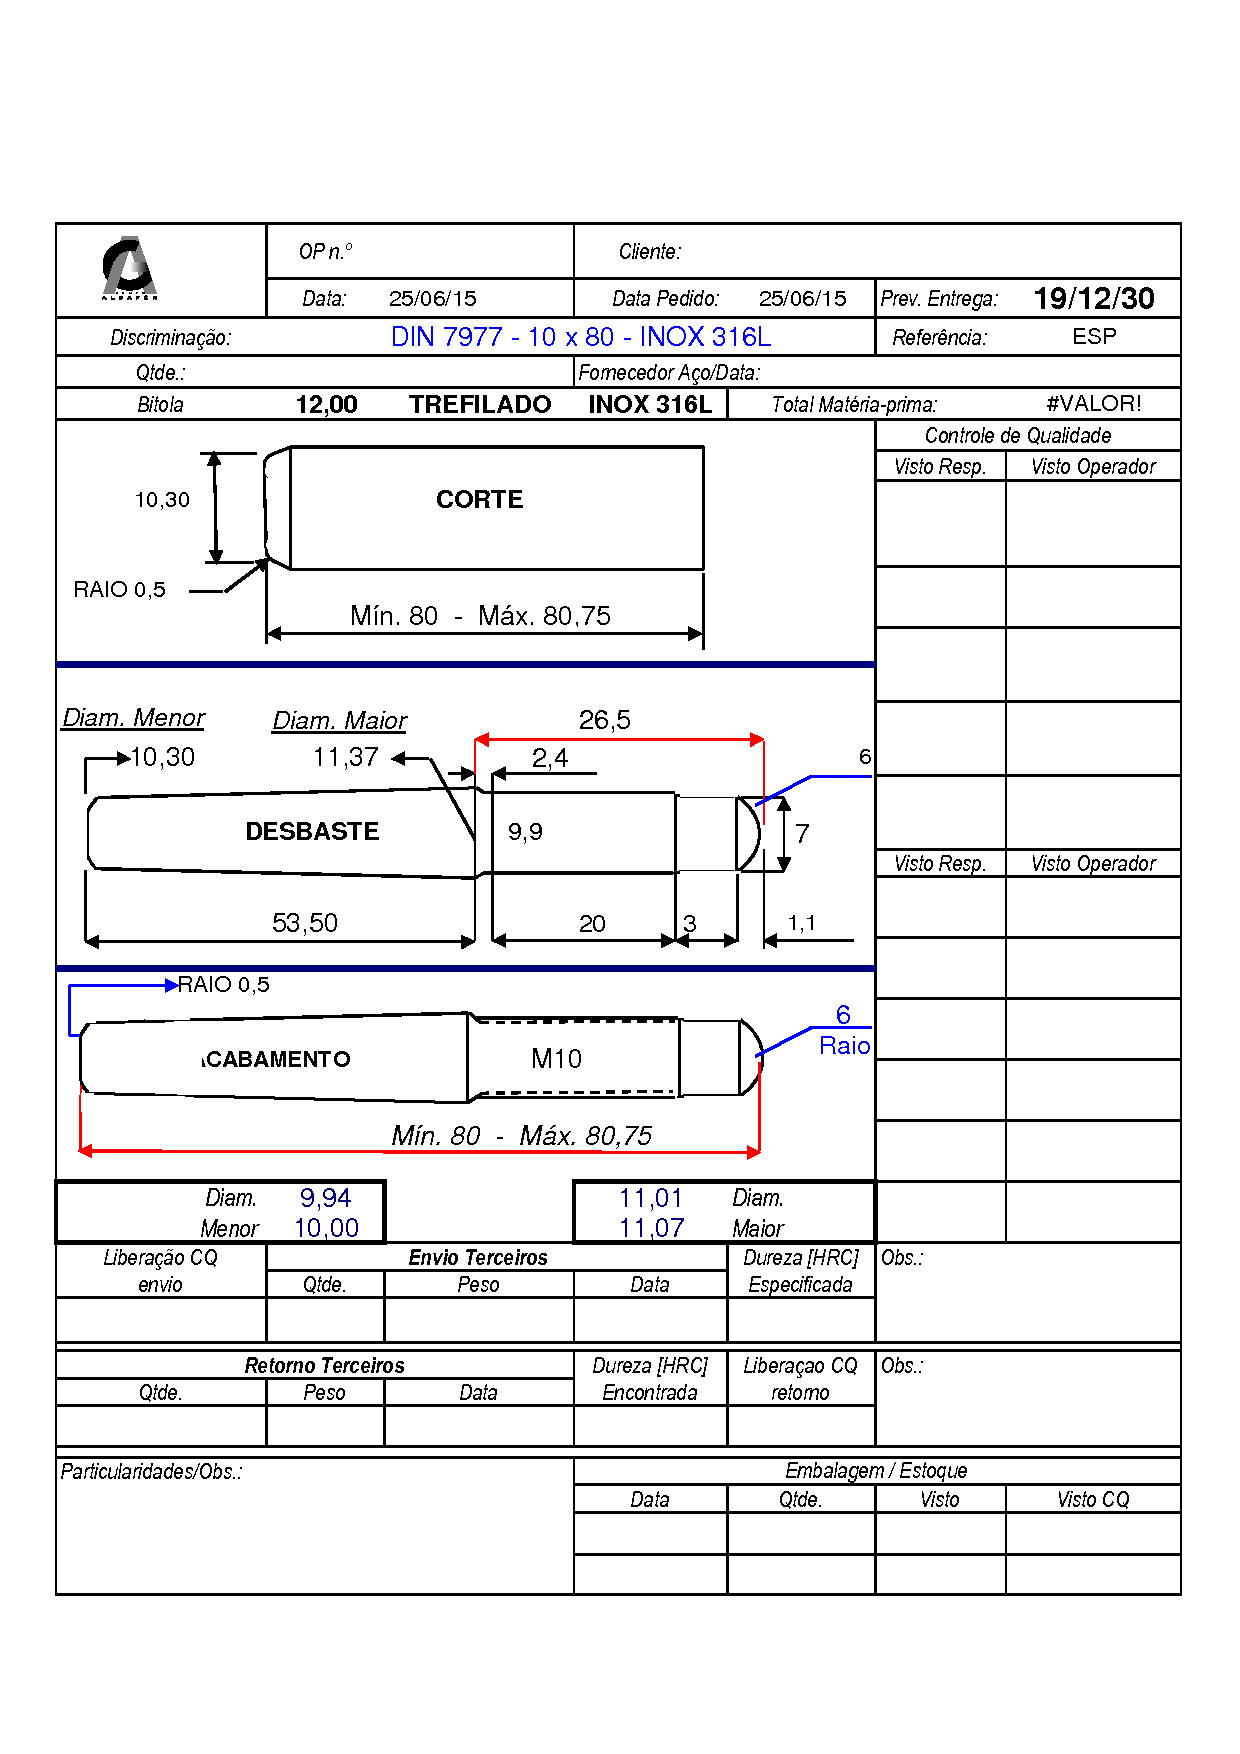 ALBAFER
OP n.º
Cliente:
Data: 25/06/15
Data Pedido: 25/06/15
Prev. Entrega: 19/12/30
Discriminação: DIN 7977 - 10 x 80 - INOX 316L
Referência: ESP
Qtde.:
Fornecedor Aço/Data:
Bitola 12,00 TREFILADO INOX 316L
Total Matéria-prima: #VALOR!
Controle de Qualidade
Visto Resp. Visto Operador
10,30
CORTE
RAIO 0,5
Mín. 80 - Máx. 80,75
Diam. Menor
Diam. Maior
26,5
10,30
11,37
2,4
6
DESBASTE
9,9
7
Visto Resp. Visto Operador
53,50
20
3
1,1
RAIO 0,5
6
Raio
ACABAMENTO
M10
Mín. 80 - Máx. 80,75
Diam. 9,94
Menor 10,00
11,01 Diam.
11,07 Maior
Liberação CQ
envio
Envio Terceiros
Qtde. Peso Data
Dureza [HRC]
Especificada
Obs.:
Retorno Terceiros
Qtde. Peso Data
Dureza [HRC]
Encontrada
Liberaçao CQ
retorno
Obs.:
Particularidades/Obs.:
Embalagem / Estoque
Data Qtde. Visto Visto CQ